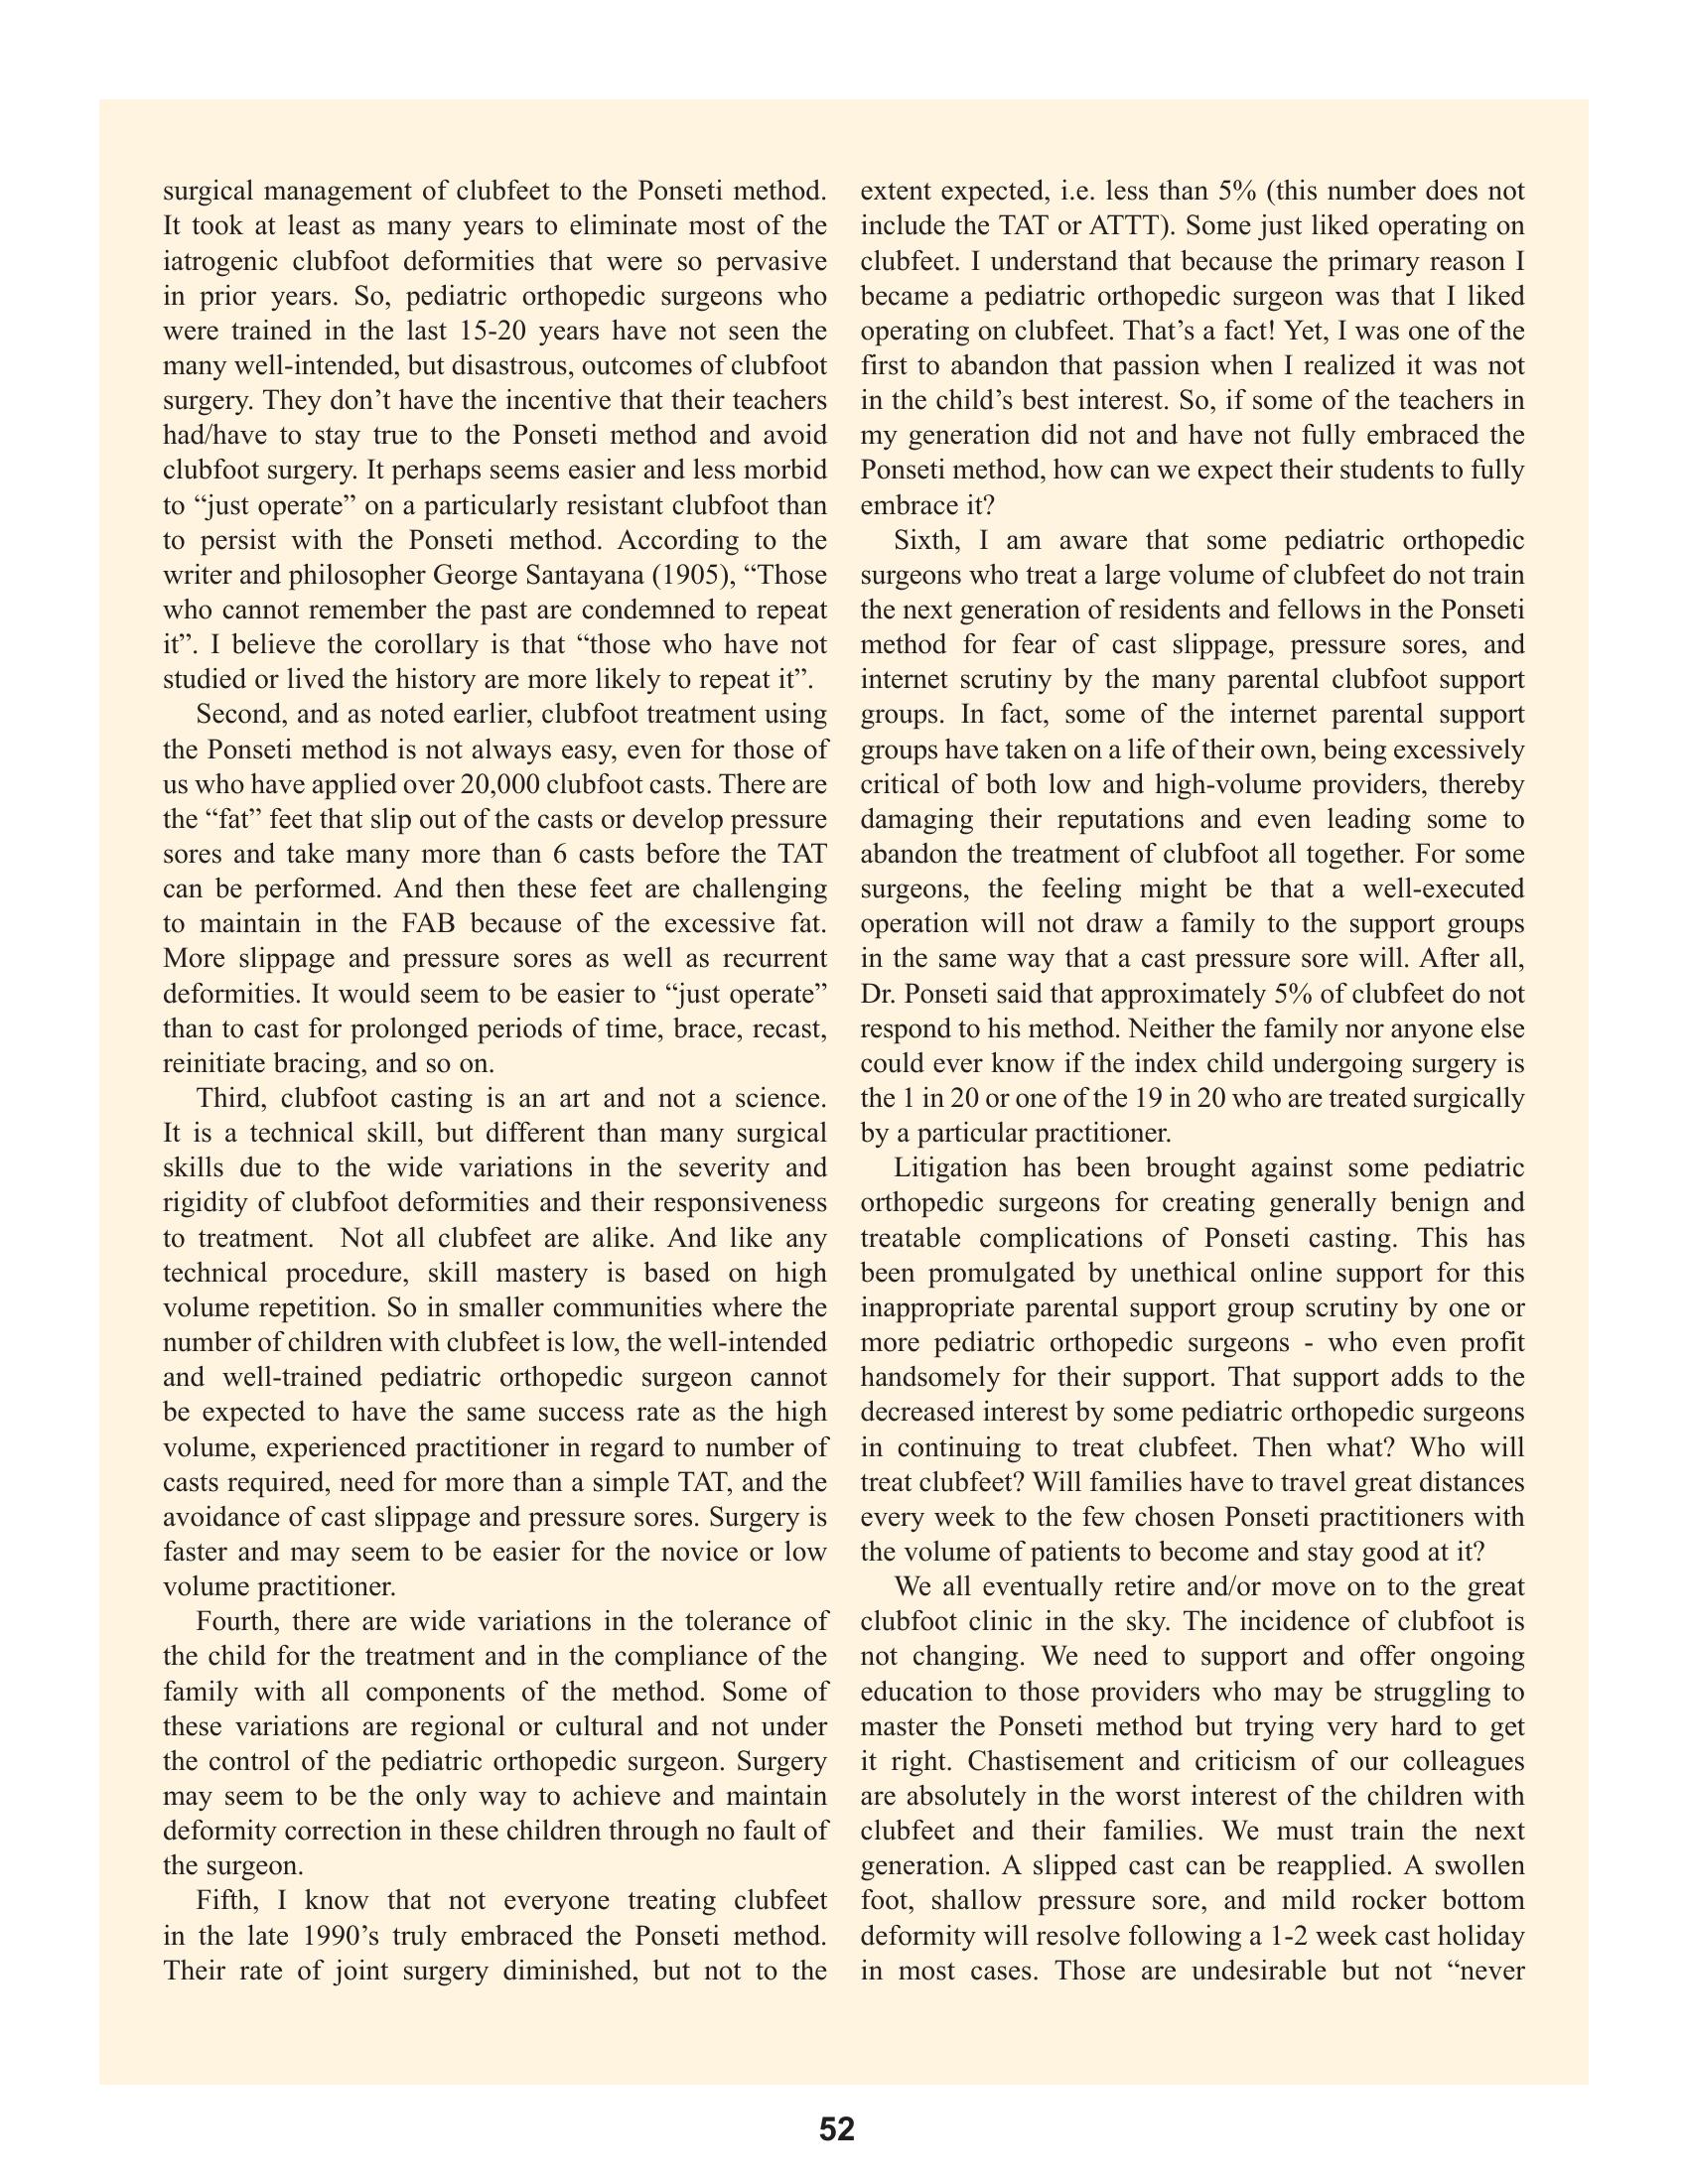 surgical management of clubfeet to the Ponseti method.
It took at least as many years to eliminate most of the
iatrogenic clubfoot deformities that were so pervasive
in prior years. So, pediatric orthopedic surgeons who
were trained in the last 15-20 years have not seen the
many well-intended, but disastrous, outcomes of clubfoot
surgery. They don’t have the incentive that their teachers
had/have to stay true to the Ponseti method and avoid
clubfoot surgery. It perhaps seems easier and less morbid
to “just operate” on a particularly resistant clubfoot than
to persist with the Ponseti method. According to the
writer and philosopher George Santayana (1905), “Those
who cannot remember the past are condemned to repeat
it”. I believe the corollary is that “those who have not
studied or lived the history are more likely to repeat it”.
Second, and as noted earlier, clubfoot treatment using
the Ponseti method is not always easy, even for those of
us who have applied over 20,000 clubfoot casts. There are
the “fat” feet that slip out of the casts or develop pressure
sores and take many more than 6 casts before the TAT
can be performed. And then these feet are challenging
to maintain in the FAB because of the excessive fat.
More slippage and pressure sores as well as recurrent
deformities. It would seem to be easier to “just operate”
than to cast for prolonged periods of time, brace, recast,
reinitiate bracing, and so on.
Third, clubfoot casting is an art and not a science.
It is a technical skill, but different than many surgical
skills due to the wide variations in the severity and
rigidity of clubfoot deformities and their responsiveness
to treatment.  Not all clubfeet are alike. And like any
technical procedure, skill mastery is based on high
volume repetition. So in smaller communities where the
number of children with clubfeet is low, the well-intended
and well-trained pediatric orthopedic surgeon cannot
be expected to have the same success rate as the high
volume, experienced practitioner in regard to number of
casts required, need for more than a simple TAT, and the
avoidance of cast slippage and pressure sores. Surgery is
faster and may seem to be easier for the novice or low
volume practitioner.
Fourth, there are wide variations in the tolerance of
the child for the treatment and in the compliance of the
family with all components of the method. Some of
these variations are regional or cultural and not under
the control of the pediatric orthopedic surgeon. Surgery
may seem to be the only way to achieve and maintain
deformity correction in these children through no fault of
the surgeon.
Fifth, I know that not everyone treating clubfeet
in the late 1990’s truly embraced the Ponseti method.
Their rate of joint surgery diminished, but not to the
extent expected, i.e. less than 5% (this number does not
include the TAT or ATTT). Some just liked operating on
clubfeet. I understand that because the primary reason I
became a pediatric orthopedic surgeon was that I liked
operating on clubfeet. That’s a fact! Yet, I was one of the
first to abandon that passion when I realized it was not
in the child’s best interest. So, if some of the teachers in
my generation did not and have not fully embraced the
Ponseti method, how can we expect their students to fully
embrace it?
Sixth, I am aware that some pediatric orthopedic
surgeons who treat a large volume of clubfeet do not train
the next generation of residents and fellows in the Ponseti
method for fear of cast slippage, pressure sores, and
internet scrutiny by the many parental clubfoot support
groups. In fact, some of the internet parental support
groups have taken on a life of their own, being excessively
critical of both low and high-volume providers, thereby
damaging their reputations and even leading some to
abandon the treatment of clubfoot all together. For some
surgeons, the feeling might be that a well-executed
operation will not draw a family to the support groups
in the same way that a cast pressure sore will. After all,
Dr. Ponseti said that approximately 5% of clubfeet do not
respond to his method. Neither the family nor anyone else
could ever know if the index child undergoing surgery is
the 1 in 20 or one of the 19 in 20 who are treated surgically
by a particular practitioner.
Litigation has been brought against some pediatric
orthopedic surgeons for creating generally benign and
treatable complications of Ponseti casting. This has
been promulgated by unethical online support for this
inappropriate parental support group scrutiny by one or
more pediatric orthopedic surgeons - who even profit
handsomely for their support. That support adds to the
decreased interest by some pediatric orthopedic surgeons
in continuing to treat clubfeet. Then what? Who will
treat clubfeet? Will families have to travel great distances
every week to the few chosen Ponseti practitioners with
the volume of patients to become and stay good at it?
We all eventually retire and/or move on to the great
clubfoot clinic in the sky. The incidence of clubfoot is
not changing. We need to support and offer ongoing
education to those providers who may be struggling to
master the Ponseti method but trying very hard to get
it right. Chastisement and criticism of our colleagues
are absolutely in the worst interest of the children with
clubfeet and their families. We must train the next
generation. A slipped cast can be reapplied. A swollen
foot, shallow pressure sore, and mild rocker bottom
deformity will resolve following a 1-2 week cast holiday
in most cases. Those are undesirable but not “never
52